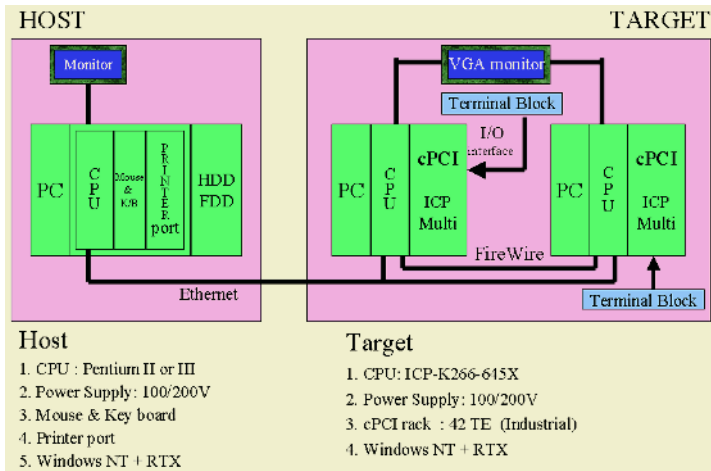 HOST
TARGET
Monitor
VGA monitor
Terminal Block
I/O
interface
PC
CPU
Mouse
&
K/B
PRINTER
port
HDD
FDD
PC
CPU
cPCI
ICP
Multi
PC
CPU
cPCI
ICP
Multi
FireWire
Ethernet
Terminal Block
Host
1. CPU : Pentium II or III
2. Power Supply: 100/200V
3. Mouse & Key board
4. Printer port
5. Windows NT + RTX
Target
1. CPU: ICP-K266-645X
2. Power Supply: 100/200V
3. cPCI rack : 42 TE (Industrial)
4. Windows NT + RTX